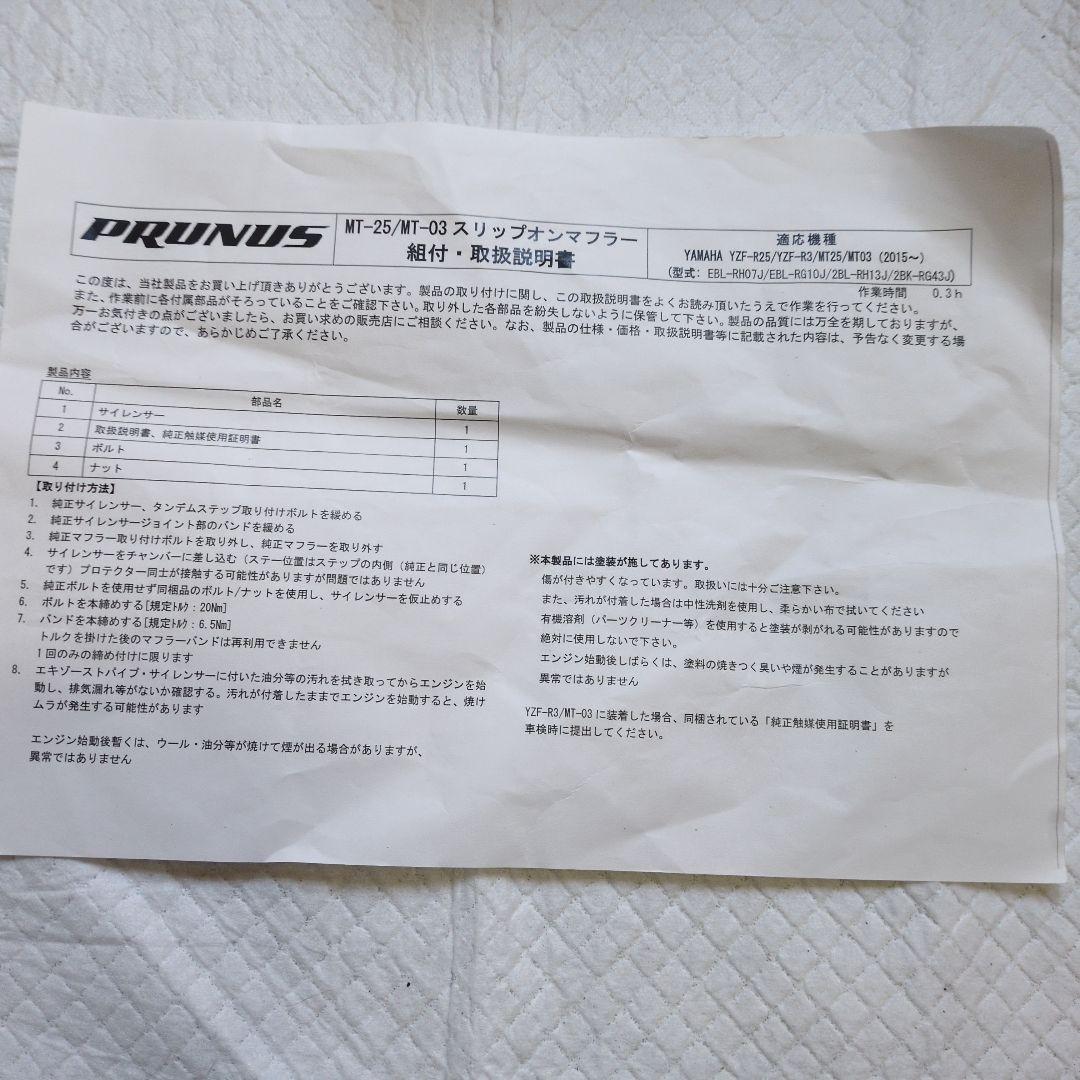 PRUNUS
MT-25/MT-03 スリップオンマフラー
組付・取扱説明書
適応機種
YAMAHA YZF-R25/YZF-R3/MT25/MT03 (2015～)
(型式: EBL-RH07J/EBL-RG10J/2BL-RH13J/2BK-RG43J)
作業時間 0.3h
この度は、当社製品をお買い上げ頂きありがとうございます。製品の取り付けに関し、この取扱説明書をよくお読み頂いたうえで作業を行ってください。
また、作業前に各付属部品がそろっていることをご確認下さい。取り外した各部品を紛失しないように保管して下さい。製品の品質には万全を期しておりますが、
万一お気付きの点がございましたら、お買い求めの販売店にご相談ください。なお、製品の仕様・価格・取扱説明書等に記載された内容は、予告なく変更する場
合がございますので、あらかじめご了承ください。
製品内容
No. 部品名 数量
1 サイレンサー 1
2 取扱説明書、純正触媒使用証明書 1
3 ボルト 1
4 ナット 1
【取り付け方法】
1. 純正サイレンサー、タンデムステップ取り付けボルトを緩める
2. 純正サイレンサージョイント部のバンドを緩める
3. 純正マフラー取り付けボルトを取り外し、純正マフラーを取り外す
4. サイレンサーをチャンバーに差し込む（ステー位置はステップの内側（純正と同じ位置）
です）プロテクター同士が接触する可能性がありますが問題ではありません
5. 純正ボルトを使用せず同梱品のボルト/ナットを使用し、サイレンサーを仮止めする
6. ボルトを本締めする[規定ﾄﾙｸ：20Nm]
7. バンドを本締めする[規定ﾄﾙｸ：6.5Nm]
トルクを掛けた後のマフラーバンドは再利用できません
１回のみの締め付けに限ります
8. エキゾーストパイプ・サイレンサーに付いた油分等の汚れを拭き取ってからエンジンを始
動し、排気漏れ等がないか確認する。汚れが付着したままでエンジンを始動すると、焼け
ムラが発生する可能性があります
エンジン始動後暫くは、ウール・油分等が焼けて煙が出る場合がありますが、
異常ではありません
※本製品には塗装が施してあります。
傷が付きやすくなっています。取扱いには十分ご注意下さい。
また、汚れが付着した場合は中性洗剤を使用し、柔らかい布で拭いてください
有機溶剤（パーツクリーナー等）を使用すると塗装が剥がれる可能性がありますので
絶対に使用しないで下さい。
エンジン始動後しばらくは、塗料の焼きつく臭いや煙が発生することがありますが
異常ではありません
YZF-R3/MT-03 に装着した場合、同梱されている「純正触媒使用証明書」を
車検時に提出してください。